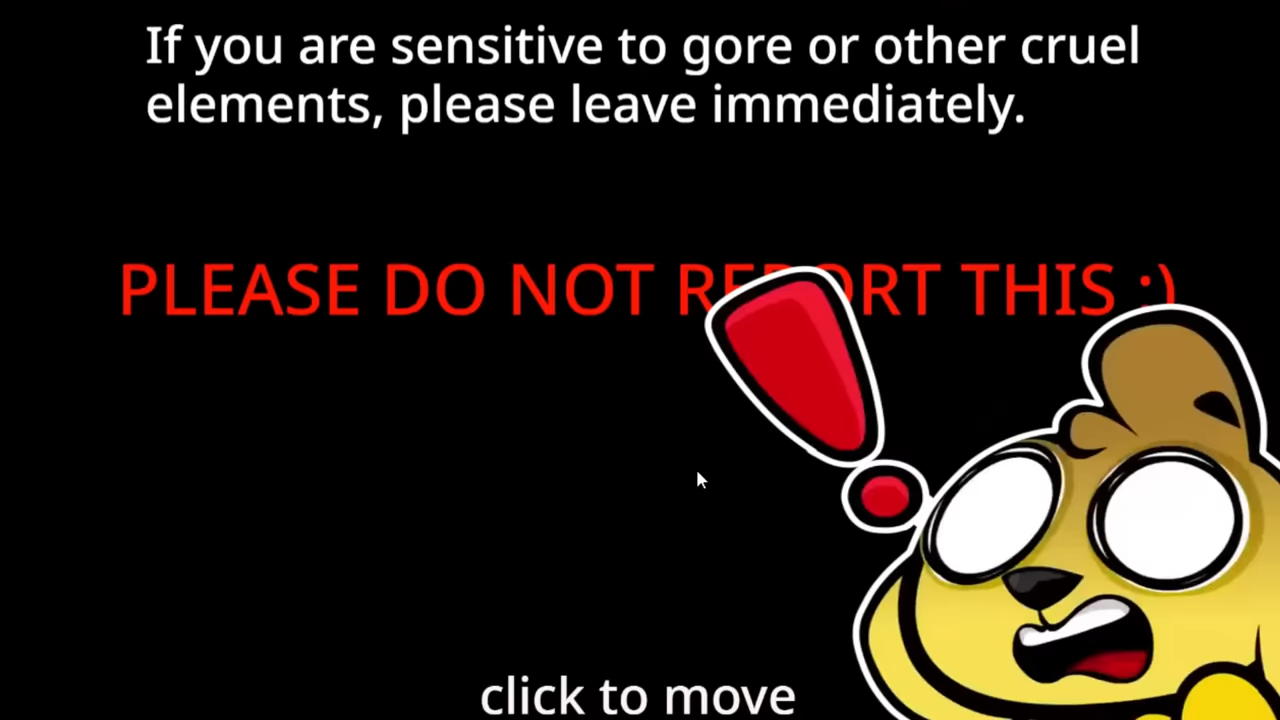 If you are sensitive to gore or other cruel
elements, please leave immediately.
PLEASE DO NOT REPORT THIS :)
click to move